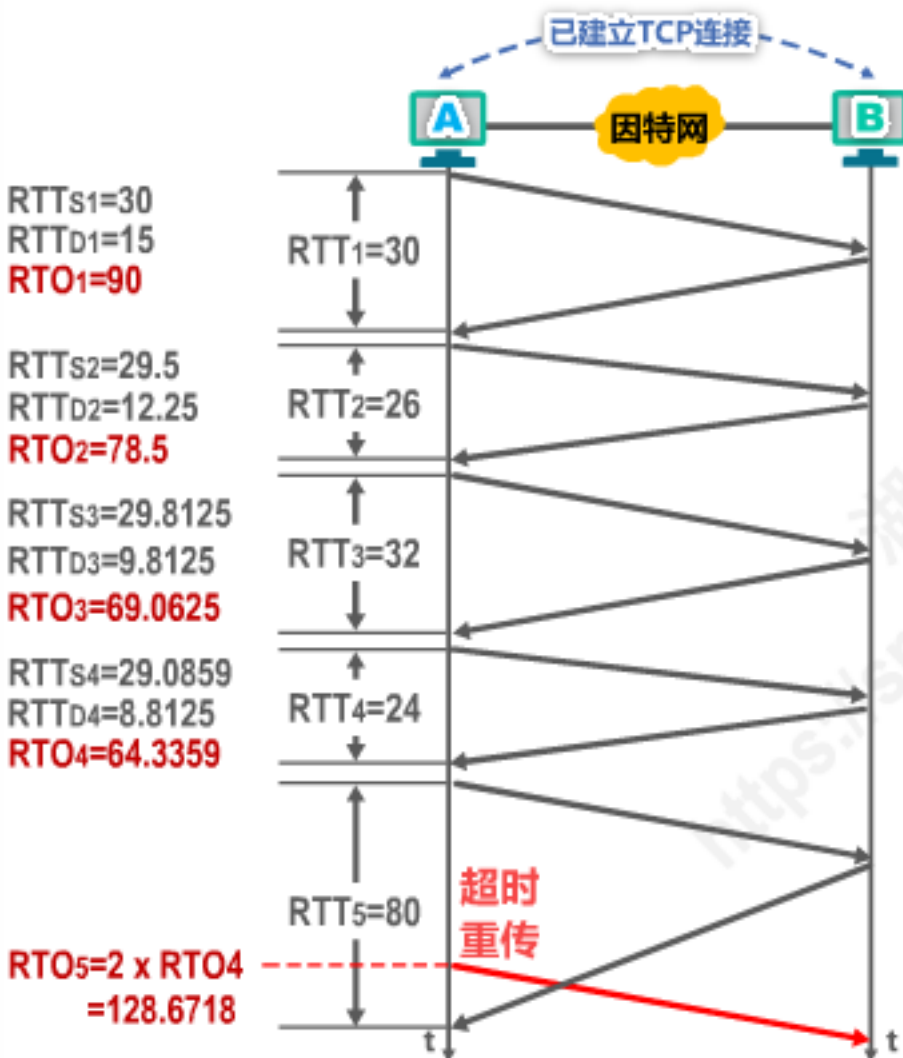 已建立TCP连接
A
因特网
B
RTTS1=30
RTTD1=15
RTO1=90
RTT1=30
RTTS2=29.5
RTTD2=12.25
RTO2=78.5
RTT2=26
RTTS3=29.8125
RTTD3=9.8125
RTO3=69.0625
RTT3=32
RTTS4=29.0859
RTTD4=8.8125
RTO4=64.3359
RTT4=24
RTT5=80
超时
重传
RTO5=2 x RTO4
=128.6718
t
t